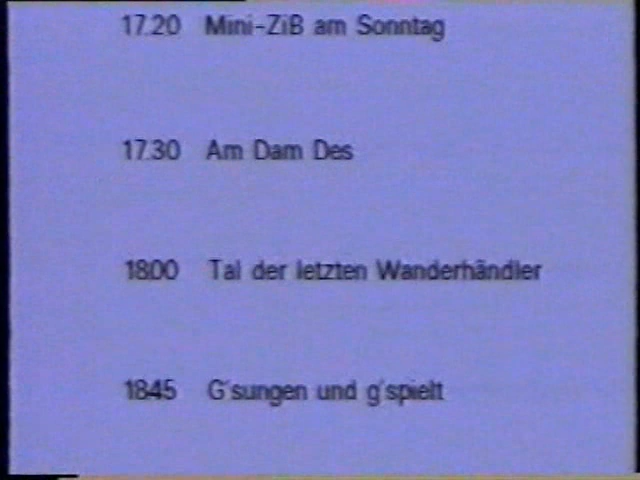 17.20 Mini-ZiB am Sonntag
17.30 Am Dam Des
18.00 Tal der letzten Wanderhändler
18.45 G'sungen und g'spielt